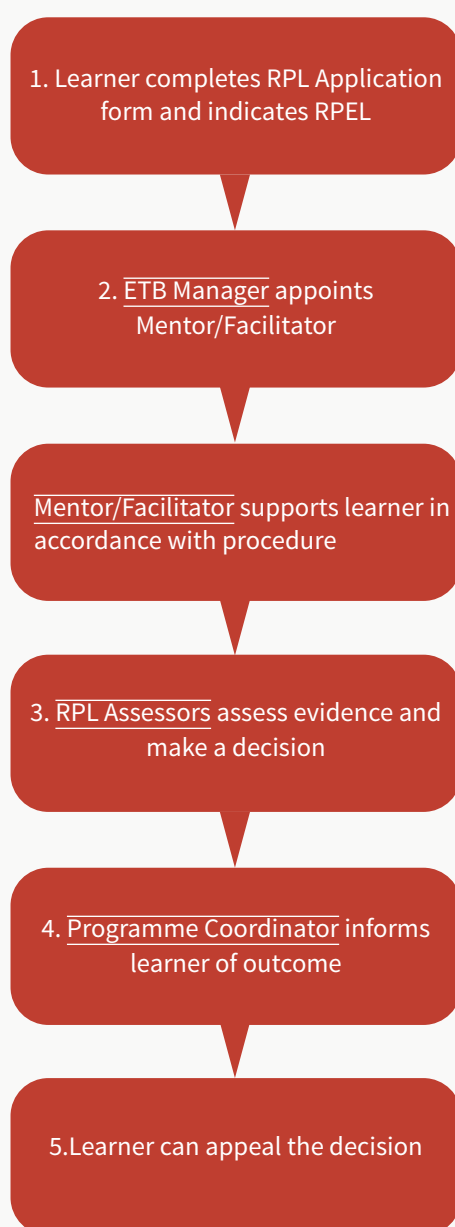 1. Learner completes RPL Application
form and indicates RPEL
2. ETB Manager appoints
Mentor/Facilitator
Mentor/Facilitator supports learner in
accordance with procedure
3. RPL Assessors assess evidence and
make a decision
4. Programme Coordinator informs
learner of outcome
5.Learner can appeal the decision